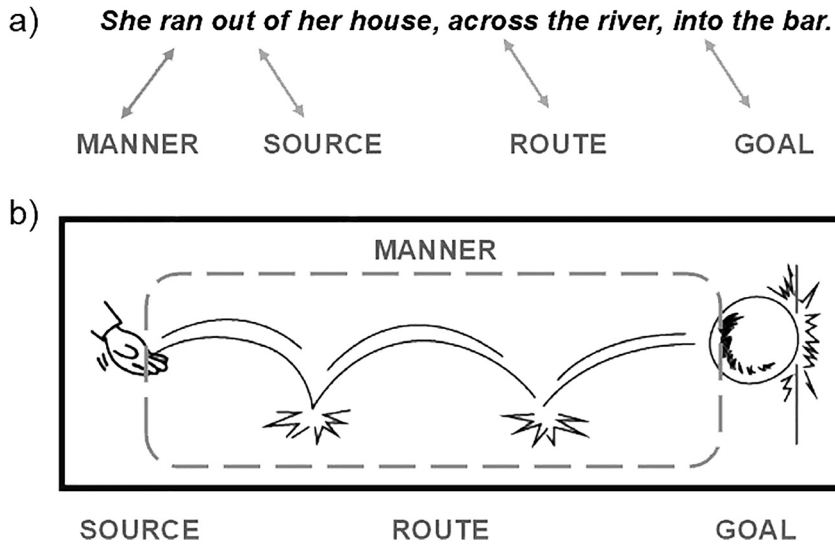 a) She ran out of her house, across the river, into the bar.
MANNER SOURCE ROUTE GOAL
b)
MANNER
SOURCE ROUTE GOAL